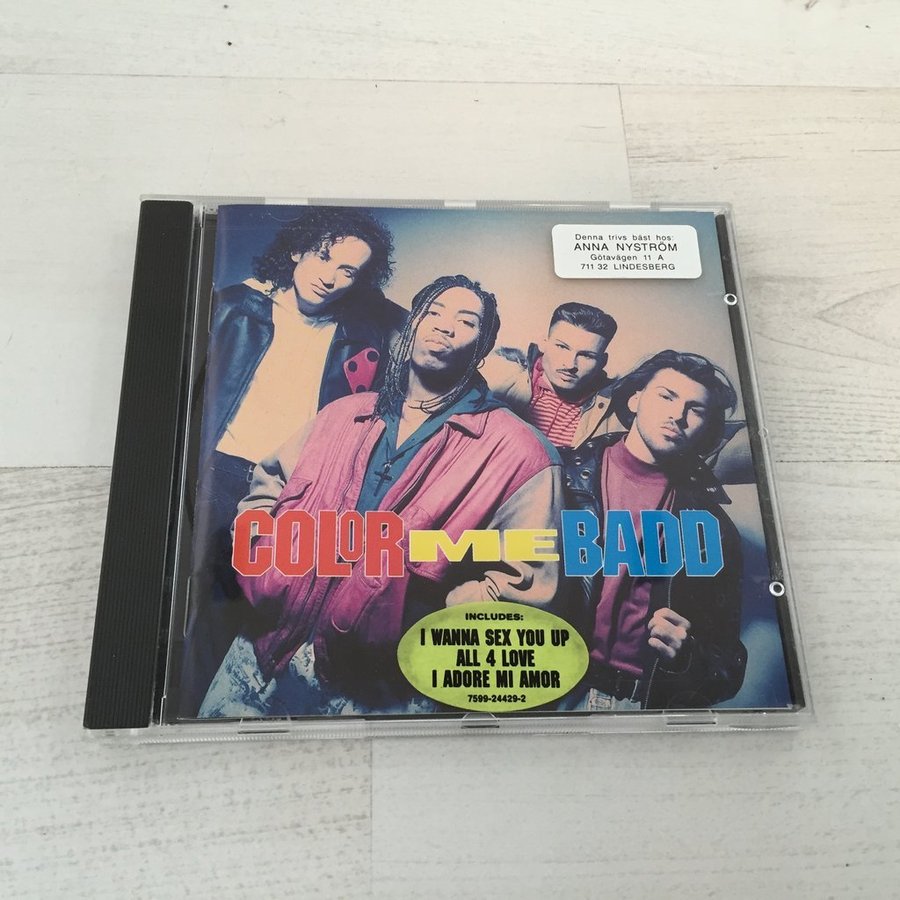 Denna trivs bäst hos:
ANNA NYSTRÖM
Götavägen 11 A
711 32 LINDESBERG
COLOR ME BADD
INCLUDES:
I WANNA SEX YOU UP
ALL 4 LOVE
I ADORE MI AMOR
7599-24429-2